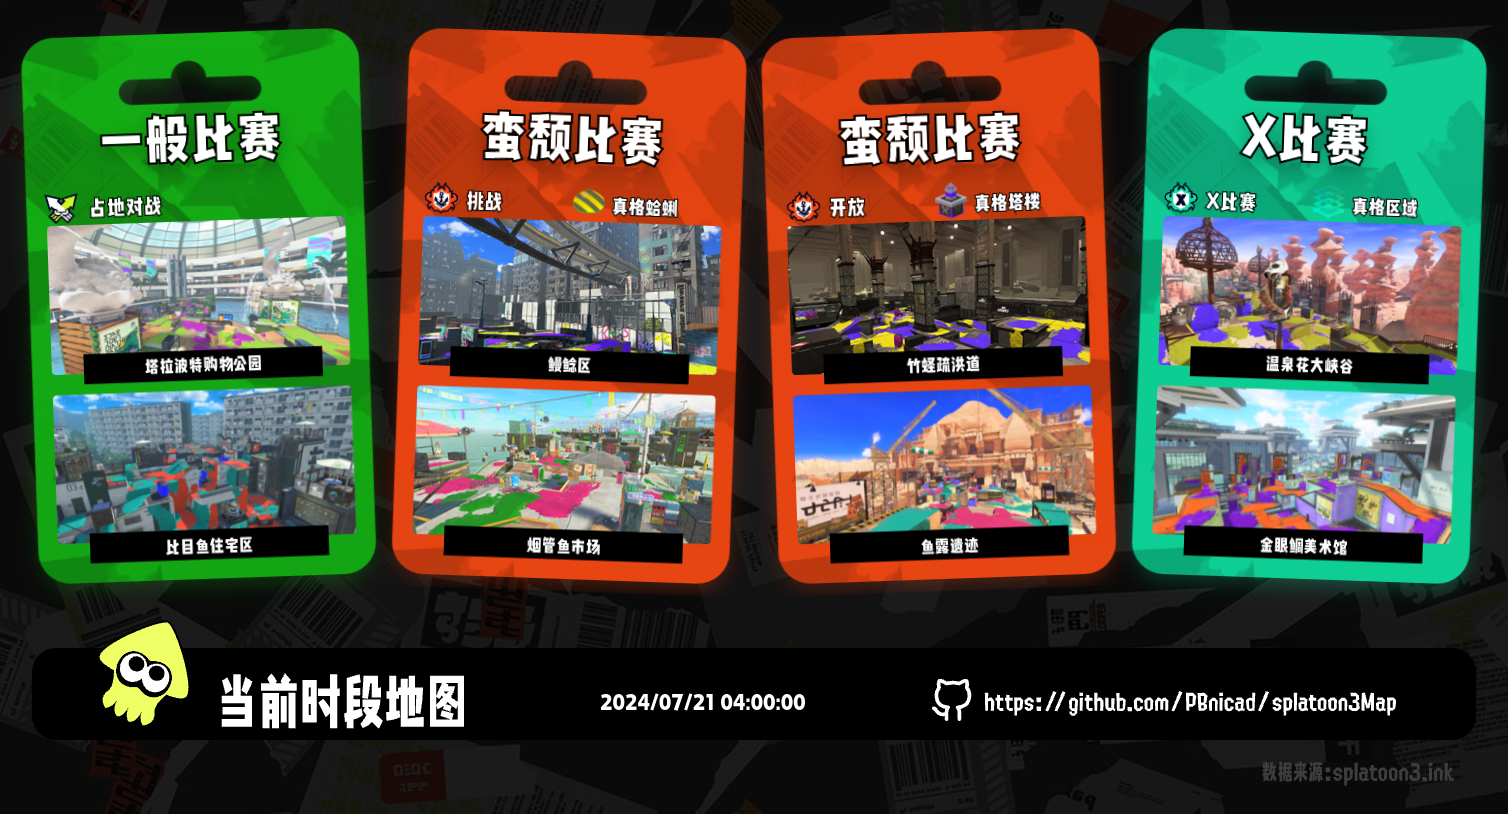 一般比赛
占地对战
塔拉波特购物公园
比目鱼住宅区
蛮颓比赛
挑战
真格蛤蜊
鳗鲶区
烟管鱼市场
蛮颓比赛
开放
真格塔楼
竹蛏疏洪道
鱼露遗迹
X比赛
X比赛
真格区域
温泉花大峡谷
金眼鲷美术馆
当前时段地图
2024/07/21 04:00:00
https://github.com/PBnicad/splatoon3Map
数据来源:splatoon3.ink